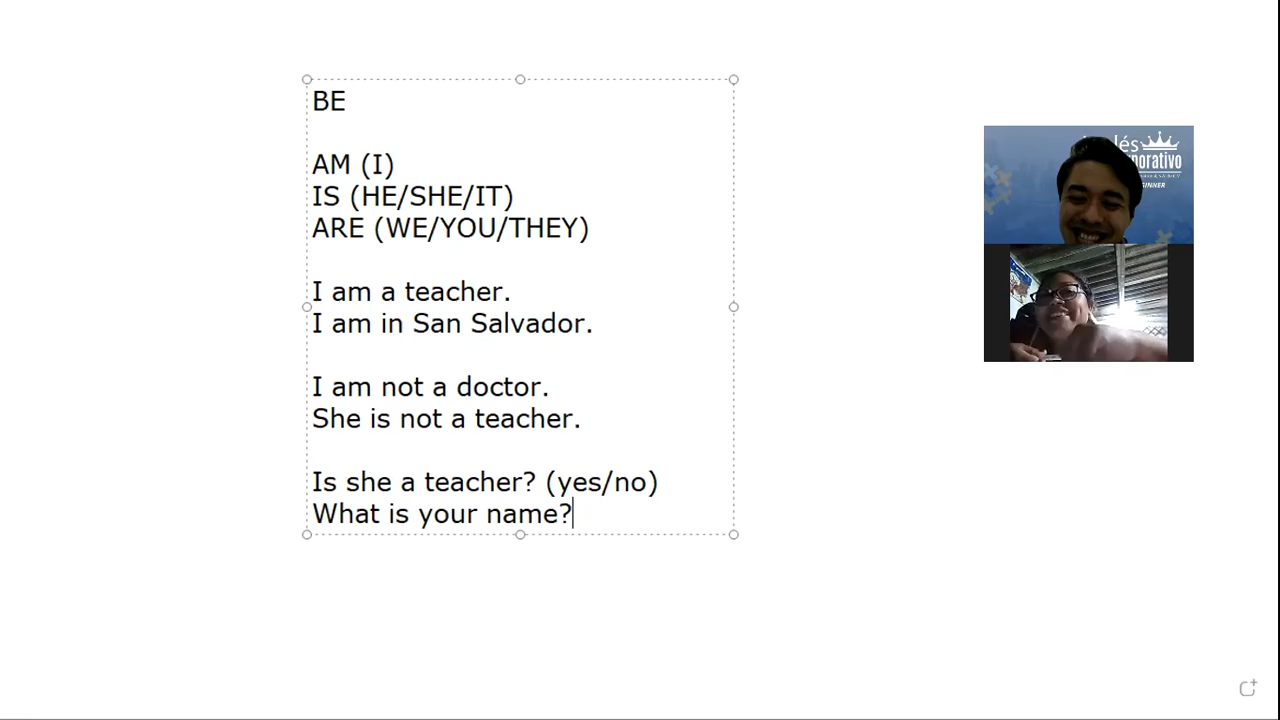 BE
AM (I)
IS (HE/SHE/IT)
ARE (WE/YOU/THEY)
I am a teacher.
I am in San Salvador.
I am not a doctor.
She is not a teacher.
Is she a teacher? (yes/no)
What is your name?